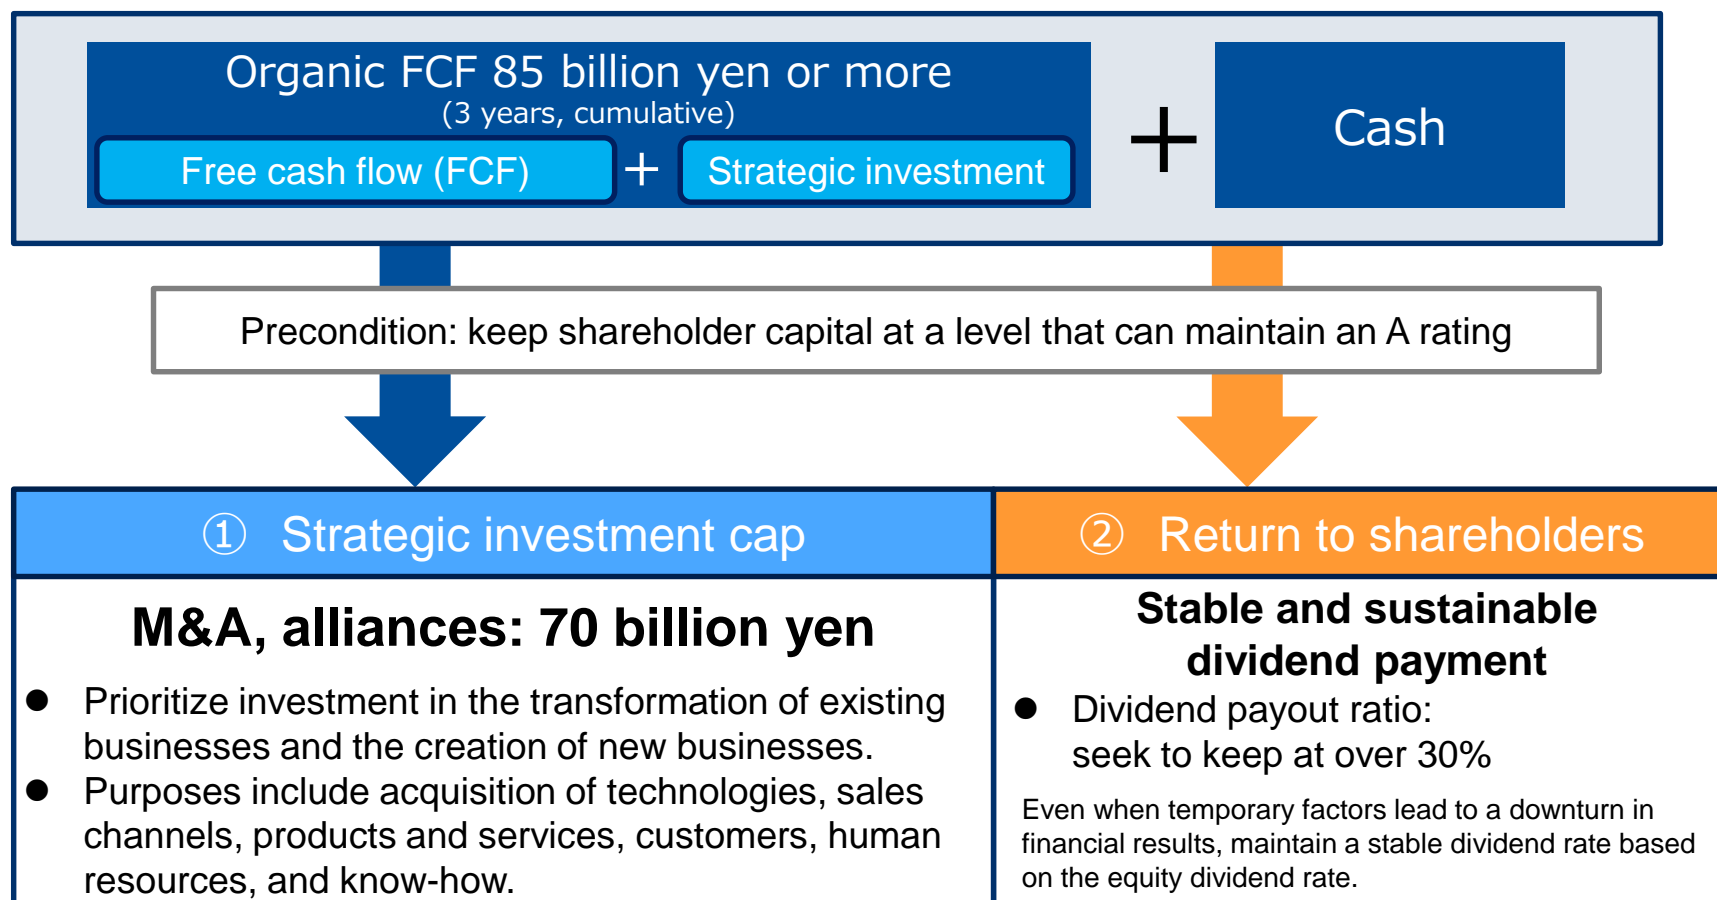 Organic FCF 85 billion yen or more
(3 years, cumulative)
Free cash flow (FCF)
+
Strategic investment
+
Cash
Precondition: keep shareholder capital at a level that can maintain an A rating
① Strategic investment cap
M&A, alliances: 70 billion yen
● Prioritize investment in the transformation of existing
businesses and the creation of new businesses.
● Purposes include acquisition of technologies, sales
channels, products and services, customers, human
resources, and know-how.
② Return to shareholders
Stable and sustainable
dividend payment
● Dividend payout ratio:
seek to keep at over 30%
Even when temporary factors lead to a downturn in
financial results, maintain a stable dividend rate based
on the equity dividend rate.